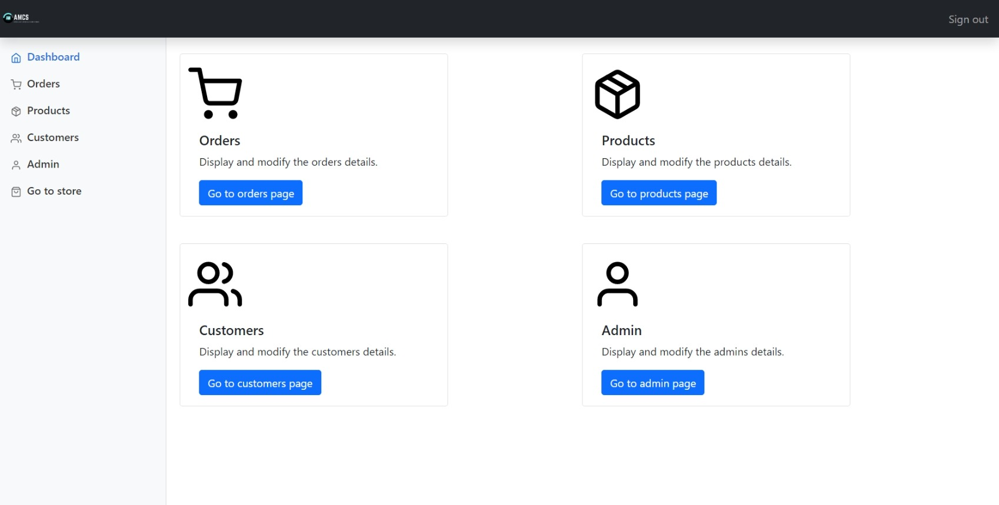 AMCS
Sign out
Dashboard
Orders
Products
Customers
Admin
Go to store
Orders
Display and modify the orders details.
Go to orders page
Products
Display and modify the products details.
Go to products page
Customers
Display and modify the customers details.
Go to customers page
Admin
Display and modify the admins details.
Go to admin page